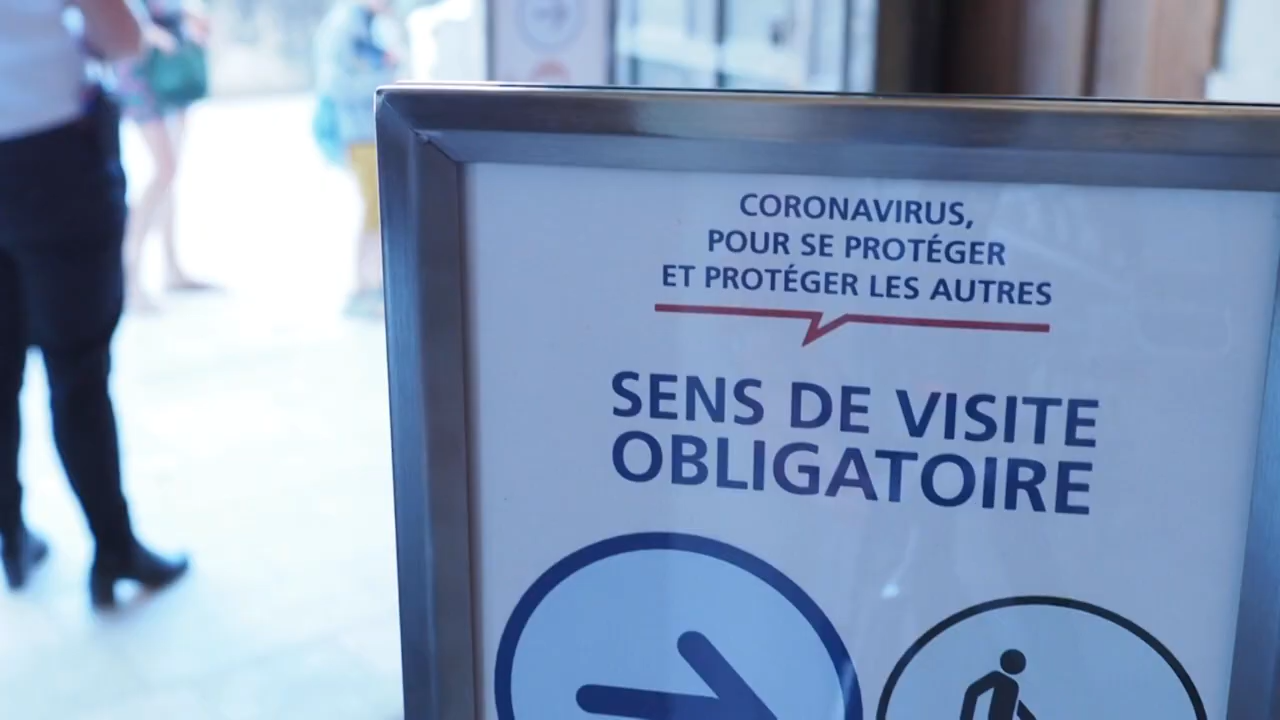 CORONAVIRUS,
POUR SE PROTÉGER
ET PROTÉGER LES AUTRES
SENS DE VISITE
OBLIGATOIRE